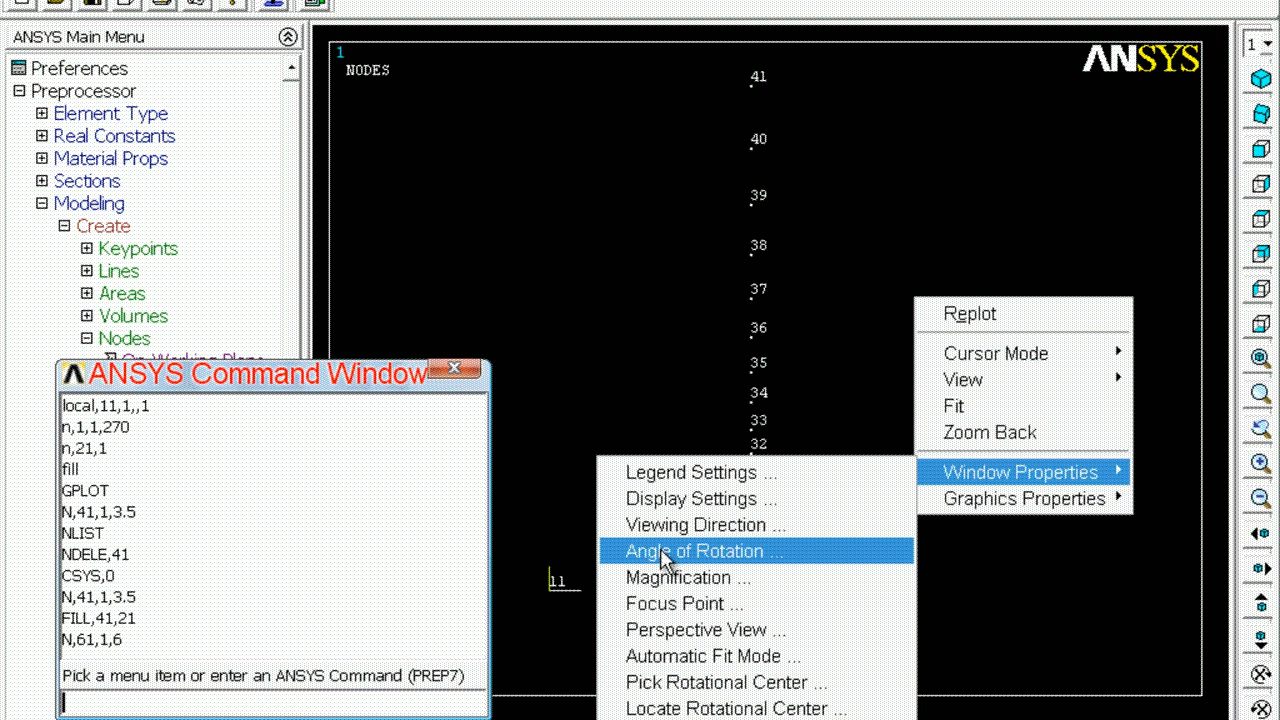 ANSYS Main Menu
Preferences
Preprocessor
Element Type
Real Constants
Material Props
Sections
Modeling
Create
Keypoints
Lines
Areas
Volumes
Nodes
ANSYS Command Window
local,11,1,,1
n,1,1,270
n,21,1
fill
GPLOT
N,41,1,3.5
NLIST
NDELE,41
CSYS,0
N,41,1,3.5
FILL,41,21
N,61,1,6
Pick a menu item or enter an ANSYS Command (PREP7)
1
NODES
ANSYS
41
40
39
38
37
36
35
34
33
32
11
Replot
Cursor Mode
View
Fit
Zoom Back
Window Properties
Graphics Properties
Legend Settings ...
Display Settings ...
Viewing Direction ...
Angle of Rotation ...
Magnification ...
Focus Point ...
Perspective View ...
Automatic Fit Mode ...
Pick Rotational Center ...
Locate Rotational Center ...
1